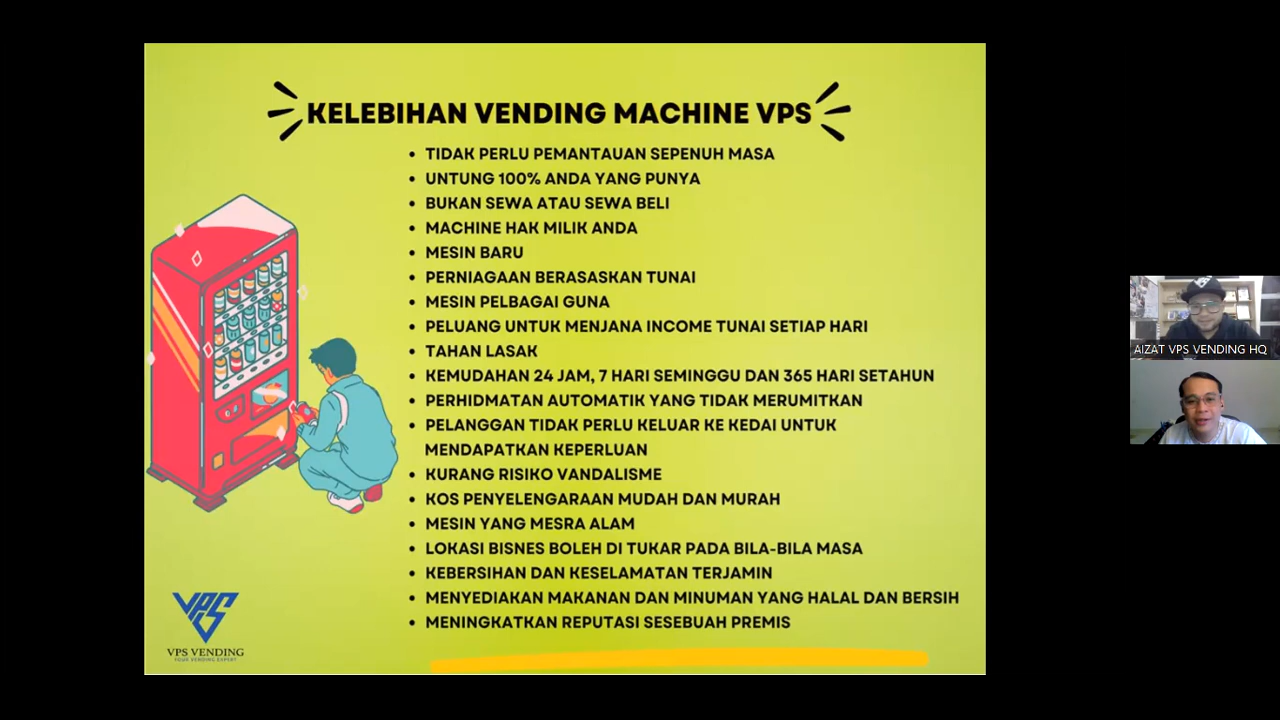 KELEBIHAN VENDING MACHINE VPS
• TIDAK PERLU PEMANTAUAN SEPENUH MASA
• UNTUNG 100% ANDA YANG PUNYA
• BUKAN SEWA ATAU SEWA BELI
• MACHINE HAK MILIK ANDA
• MESIN BARU
• PERNIAGAAN BERASASKAN TUNAI
• MESIN PELBAGAI GUNA
• PELUANG UNTUK MENJANA INCOME TUNAI SETIAP HARI
• TAHAN LASAK
• KEMUDAHAN 24 JAM, 7 HARI SEMINGGU DAN 365 HARI SETAHUN
• PERHIDMATAN AUTOMATIK YANG TIDAK MERUMITKAN
• PELANGGAN TIDAK PERLU KELUAR KE KEDAI UNTUK
MENDAPATKAN KEPERLUAN
• KURANG RISIKO VANDALISME
• KOS PENYELENGARAAN MUDAH DAN MURAH
• MESIN YANG MESRA ALAM
• LOKASI BISNES BOLEH DI TUKAR PADA BILA-BILA MASA
• KEBERSIHAN DAN KESELAMATAN TERJAMIN
• MENYEDIAKAN MAKANAN DAN MINUMAN YANG HALAL DAN BERSIH
• MENINGKATKAN REPUTASI SESEBUAH PREMIS
VPS
VPS VENDING
YOUR VENDING EXPERT
AIZAT VPS VENDING HQ